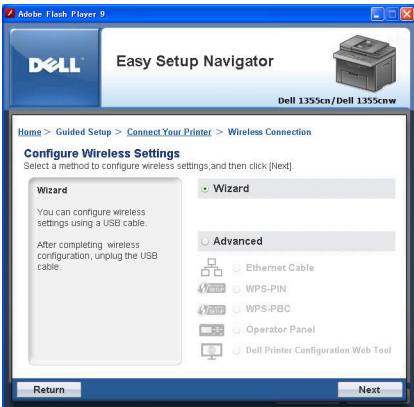 Adobe Flash Player 9
DELL
Easy Setup Navigator
Dell 1355cn/Dell 1355cnw
Home > Guided Setup > Connect Your Printer > Wireless Connection
Configure Wireless Settings
Select a method to configure wireless settings,and then click [Next].
Wizard
You can configure wireless
settings using a USB cable.
After completing wireless
configuration, unplug the USB
cable.
Wizard
Advanced
Ethernet Cable
WPS-PIN
WPS-PBC
Operator Panel
Dell Printer Configuration Web Tool
Return
Next